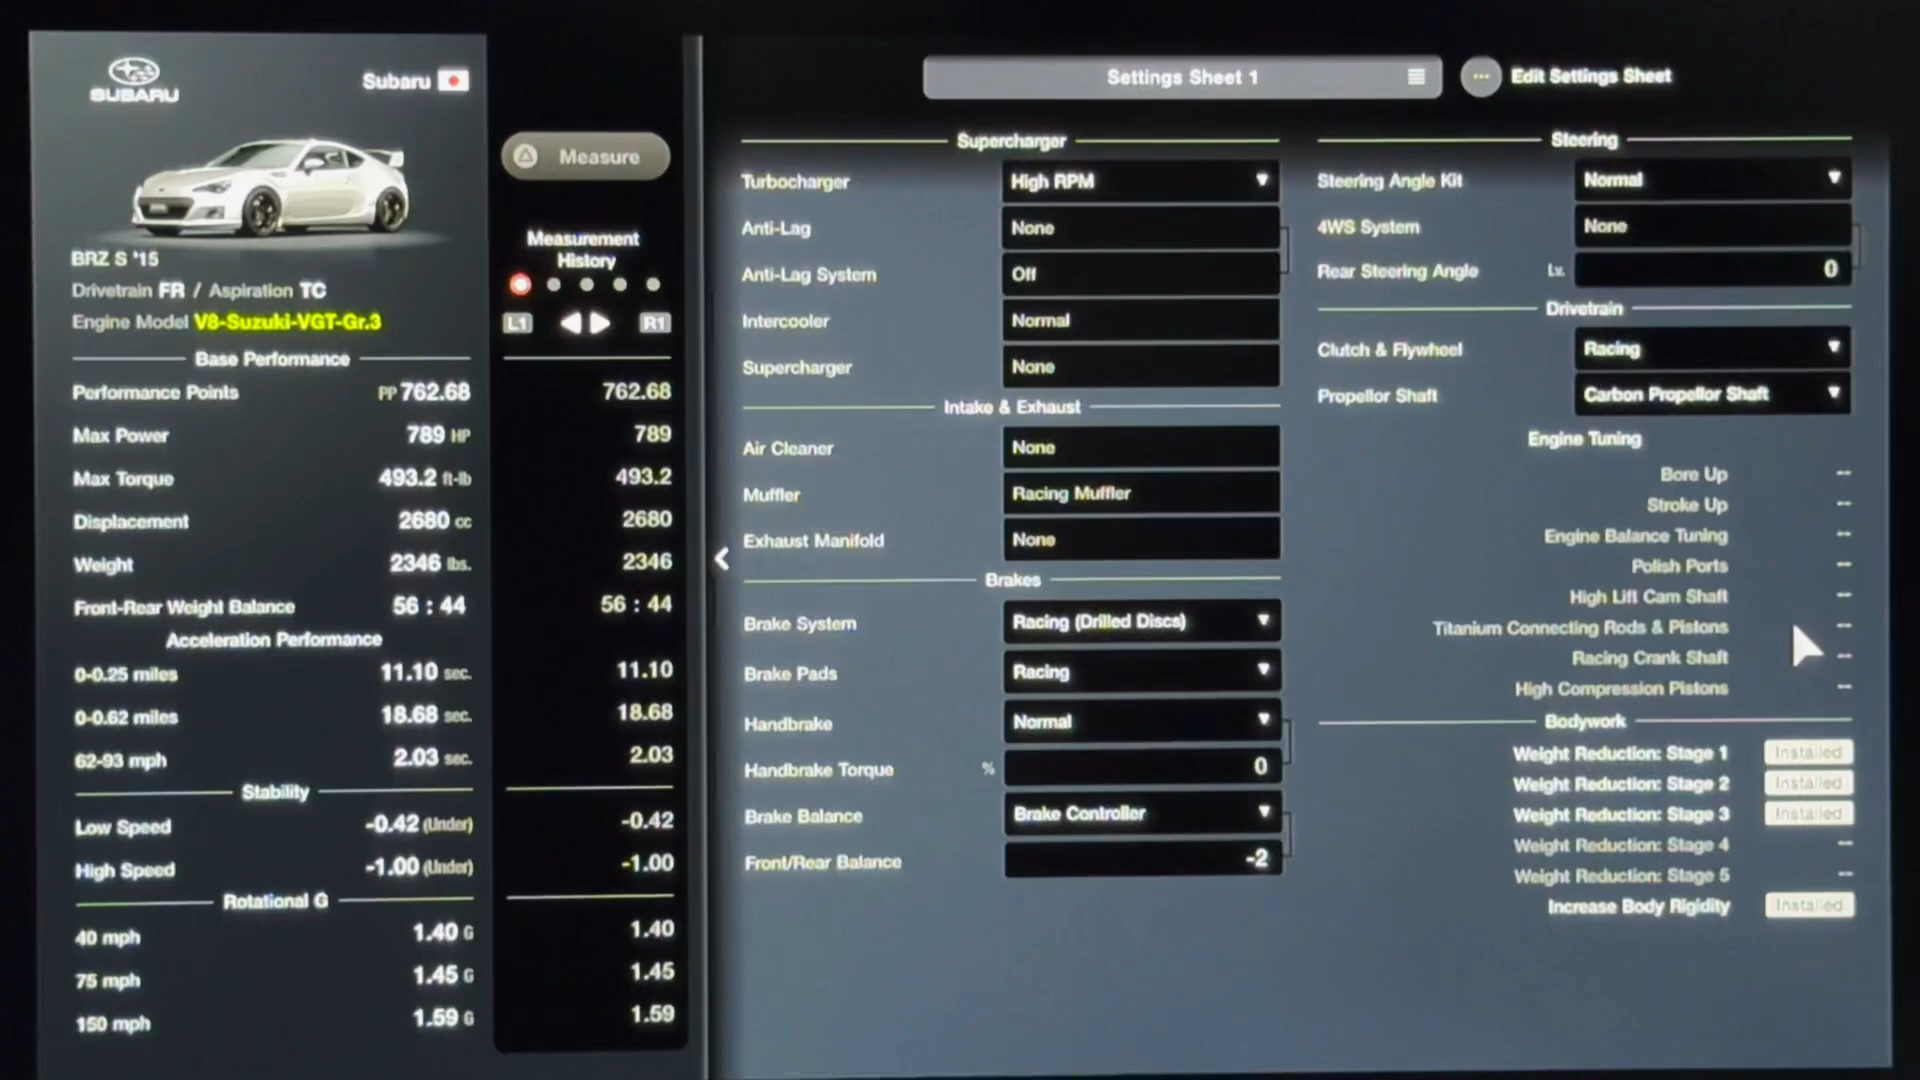 SUBARU
Subaru
BRZ S '15
Drivetrain FR / Aspiration TC
Engine Model V8-Suzuki-VGT-Gr.3
Base Performance
Performance Points PP 762.68
Max Power 789 HP
Max Torque 493.2 ft-lb
Displacement 2680 cc
Weight 2346 lbs.
Front-Rear Weight Balance 56 : 44
Acceleration Performance
0-0.25 miles 11.10 sec.
0-0.62 miles 18.68 sec.
62-93 mph 2.03 sec.
Stability
Low Speed -0.42 (Under)
High Speed -1.00 (Under)
Rotational G
40 mph 1.40 G
75 mph 1.45 G
150 mph 1.59 G
Measure
Measurement
History
L1 R1
762.68
789
493.2
2680
2346
56 : 44
11.10
18.68
2.03
-0.42
-1.00
1.40
1.45
1.59
Settings Sheet 1
Edit Settings Sheet
Supercharger
Turbocharger High RPM
Anti-Lag None
Anti-Lag System Off
Intercooler Normal
Supercharger None
Intake & Exhaust
Air Cleaner None
Muffler Racing Muffler
Exhaust Manifold None
Brakes
Brake System Racing (Drilled Discs)
Brake Pads Racing
Handbrake Normal
Handbrake Torque % 0
Brake Balance Brake Controller
Front/Rear Balance -2
Steering
Steering Angle Kit Normal
4WS System None
Rear Steering Angle Lv. 0
Drivetrain
Clutch & Flywheel Racing
Propellor Shaft Carbon Propellor Shaft
Engine Tuning
Bore Up --
Stroke Up --
Engine Balance Tuning --
Polish Ports --
High Lift Cam Shaft --
Titanium Connecting Rods & Pistons --
Racing Crank Shaft --
High Compression Pistons --
Bodywork
Weight Reduction: Stage 1 Installed
Weight Reduction: Stage 2 Installed
Weight Reduction: Stage 3 Installed
Weight Reduction: Stage 4 --
Weight Reduction: Stage 5 --
Increase Body Rigidity Installed